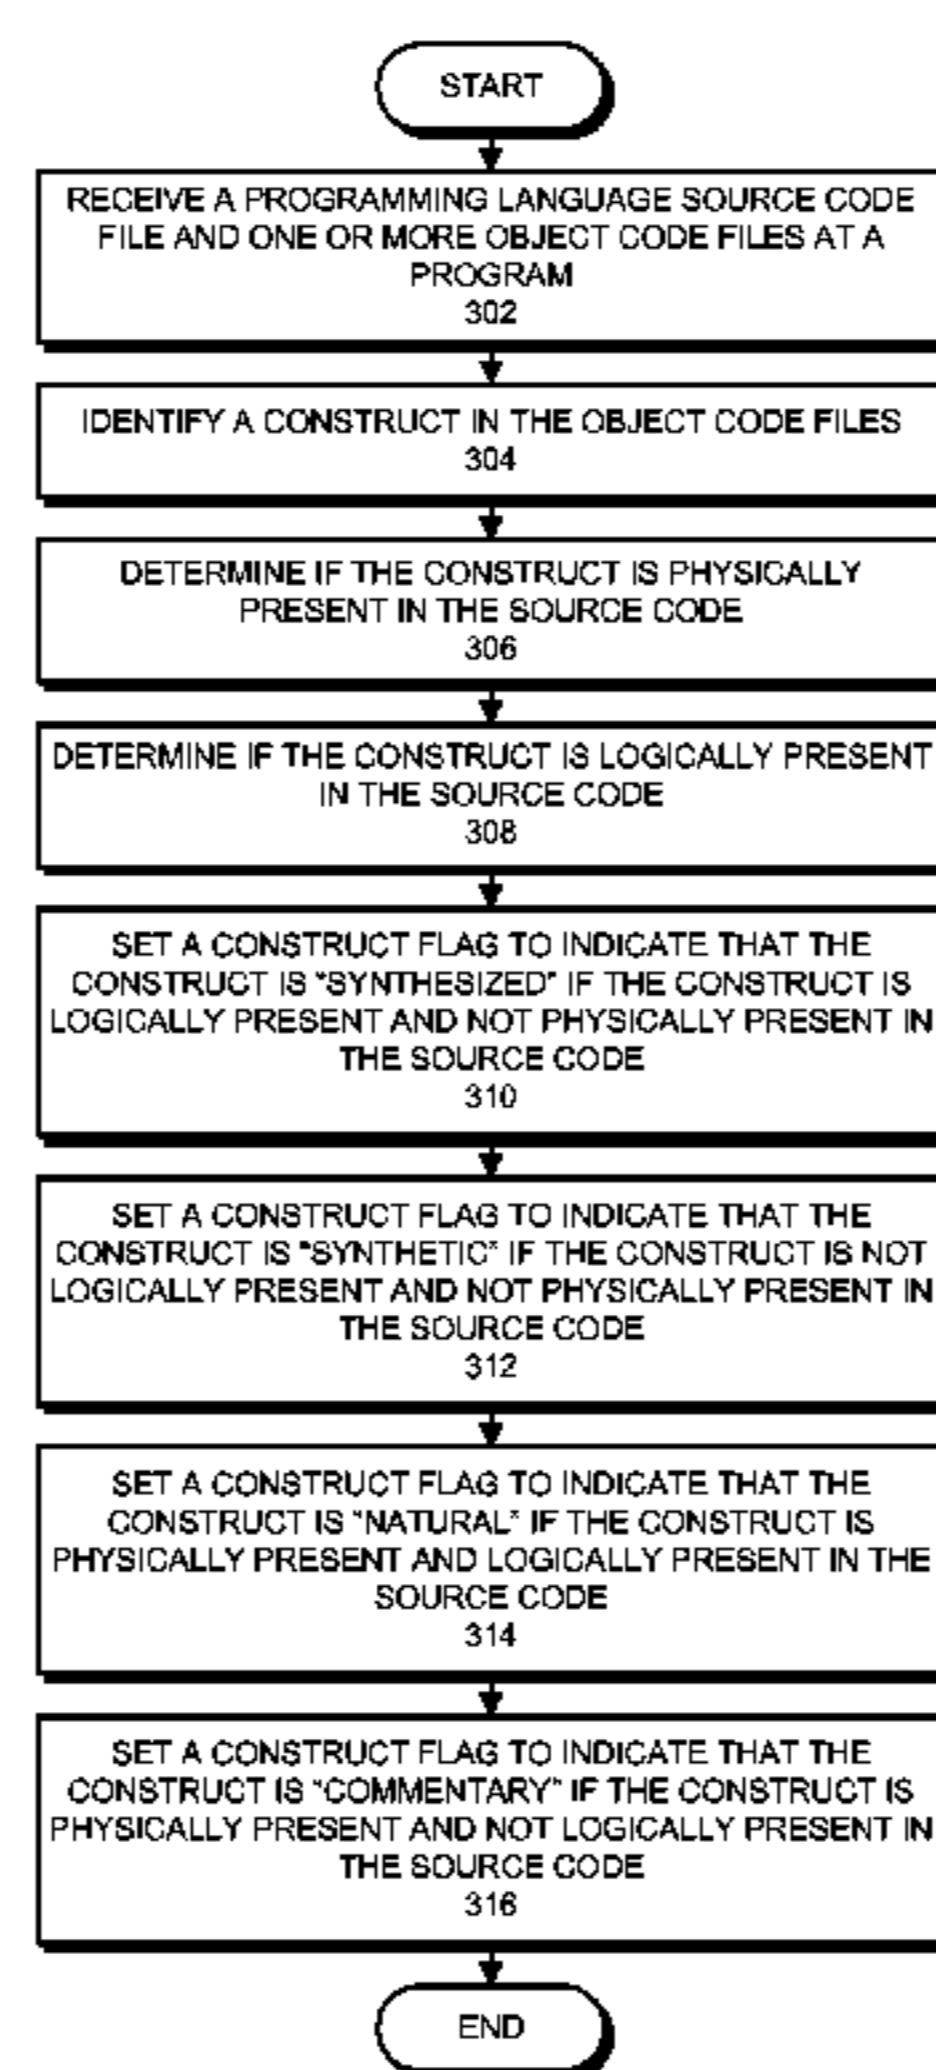 START
RECEIVE A PROGRAMMING LANGUAGE SOURCE CODE
FILE AND ONE OR MORE OBJECT CODE FILES AT A
PROGRAM
302
IDENTIFY A CONSTRUCT IN THE OBJECT CODE FILES
304
DETERMINE IF THE CONSTRUCT IS PHYSICALLY
PRESENT IN THE SOURCE CODE
306
DETERMINE IF THE CONSTRUCT IS LOGICALLY PRESENT
IN THE SOURCE CODE
308
SET A CONSTRUCT FLAG TO INDICATE THAT THE
CONSTRUCT IS "SYNTHESIZED" IF THE CONSTRUCT IS
LOGICALLY PRESENT AND NOT PHYSICALLY PRESENT IN
THE SOURCE CODE
310
SET A CONSTRUCT FLAG TO INDICATE THAT THE
CONSTRUCT IS "SYNTHETIC" IF THE CONSTRUCT IS NOT
LOGICALLY PRESENT AND NOT PHYSICALLY PRESENT IN
THE SOURCE CODE
312
SET A CONSTRUCT FLAG TO INDICATE THAT THE
CONSTRUCT IS "NATURAL" IF THE CONSTRUCT IS
PHYSICALLY PRESENT AND LOGICALLY PRESENT IN THE
SOURCE CODE
314
SET A CONSTRUCT FLAG TO INDICATE THAT THE
CONSTRUCT IS "COMMENTARY" IF THE CONSTRUCT IS
PHYSICALLY PRESENT AND NOT LOGICALLY PRESENT IN
THE SOURCE CODE
316
END